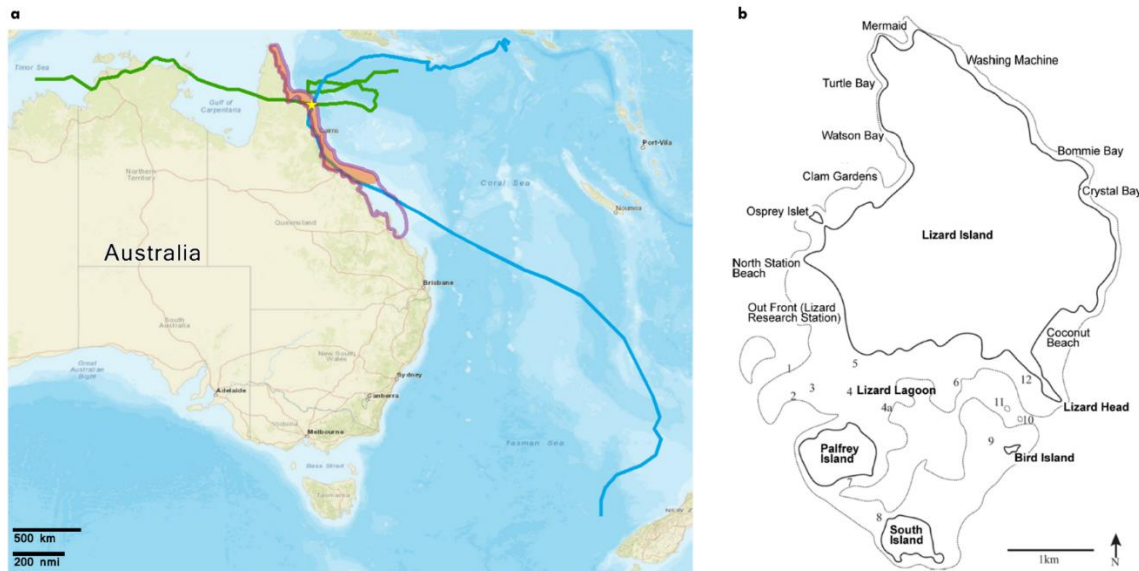 a
Timor Sea
Gulf of
Carpentaria
Northern
Territory
Queensland
Coral Sea
Port-Vila
Noumea
Australia
Brisbane
South
Australia
New South
Wales
Great
Australian
Bight
Adelaide
Sydney
Canberra
Victoria
Melbourne
Bass Strait
Tasmania
Tasman Sea
500 km
200 nmi
b
Mermaid
Washing Machine
Turtle Bay
Watson Bay
Bommie Bay
Clam Gardens
Crystal Bay
Osprey Islet
Lizard Island
North Station
Beach
Out Front (Lizard
Research Station)
Coconut
Beach
5
1
3
2
4
Lizard Lagoon
6
12
4a
11
10
Lizard Head
9
Bird Island
Palfrey
Island
7
8
South
Island
1km
N